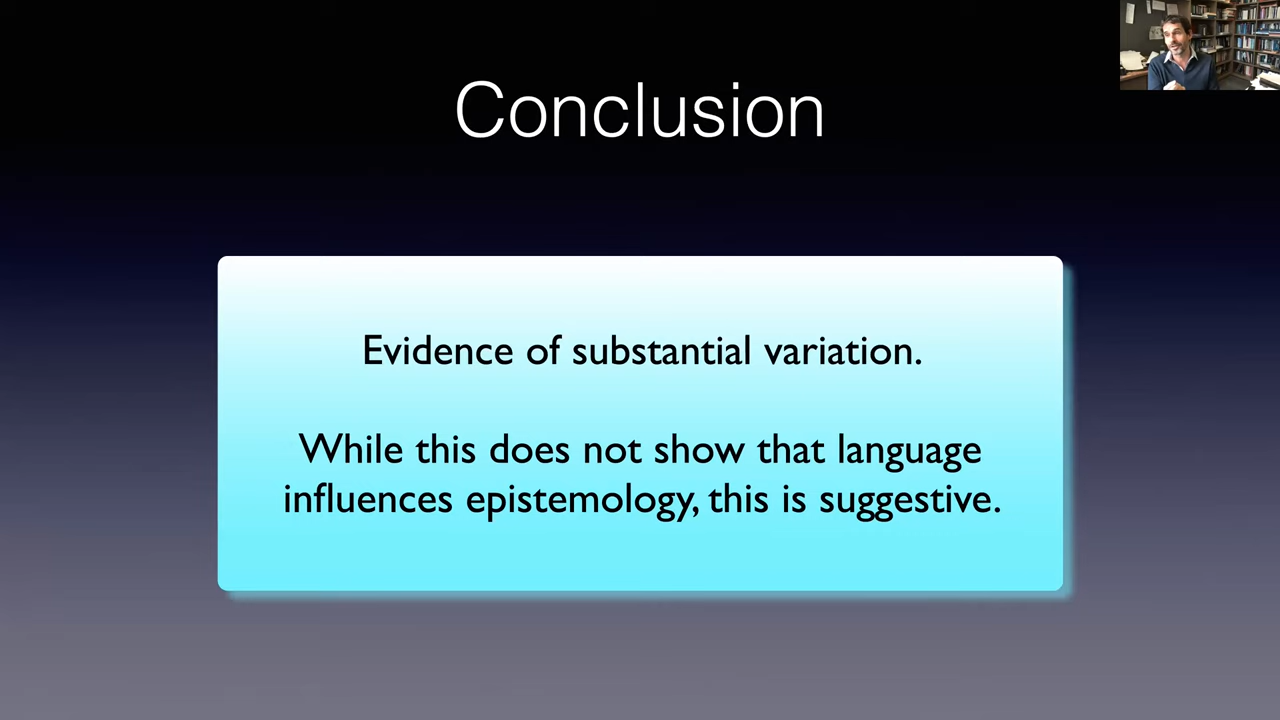 Conclusion
Evidence of substantial variation.
While this does not show that language
influences epistemology, this is suggestive.